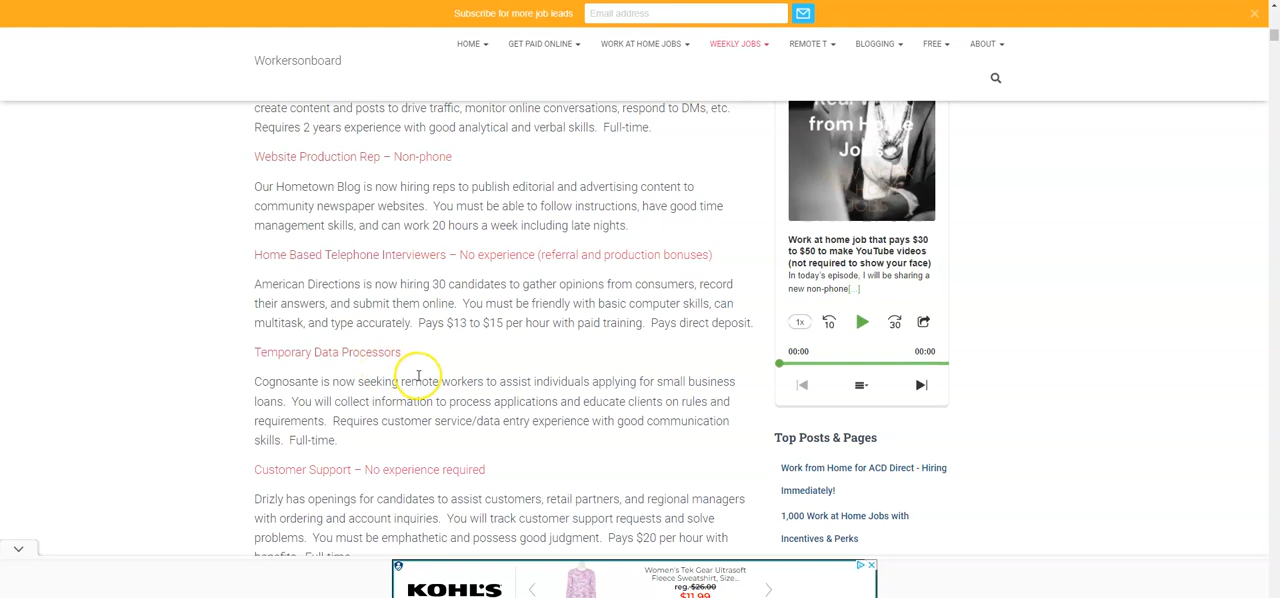 Subscribe for more job leads
Email address
Workersonboard
HOME
GET PAID ONLINE
WORK AT HOME JOBS
WEEKLY JOBS
REMOTE T
BLOGGING
FREE
ABOUT
create content and posts to drive traffic, monitor online conversations, respond to DMs, etc.
Requires 2 years experience with good analytical and verbal skills.  Full-time.
Website Production Rep – Non-phone
Our Hometown Blog is now hiring reps to publish editorial and advertising content to
community newspaper websites.  You must be able to follow instructions, have good time
management skills, and can work 20 hours a week including late nights.
Home Based Telephone Interviewers – No experience (referral and production bonuses)
American Directions is now hiring 30 candidates to gather opinions from consumers, record
their answers, and submit them online.  You must be friendly with basic computer skills, can
multitask, and type accurately.  Pays $13 to $15 per hour with paid training.  Pays direct deposit.
Temporary Data Processors
Cognosante is now seeking remote workers to assist individuals applying for small business
loans.  You will collect information to process applications and educate clients on rules and
requirements.  Requires customer service/data entry experience with good communication
skills.  Full-time.
Customer Support – No experience required
Drizly has openings for candidates to assist customers, retail partners, and regional managers
with ordering and account inquiries.  You will track customer support requests and solve
problems.  You must be emphathetic and possess good judgment.  Pays $20 per hour with
benefits.  Full-time
Real Work
from Home
Jobs
Work at home job that pays $30
to $50 to make YouTube videos
(not required to show your face)
In today's episode, I will be sharing a
new non-phone[...]
1x
10
30
00:00
00:00
Top Posts & Pages
Work from Home for ACD Direct - Hiring
Immediately!
1,000 Work at Home Jobs with
Incentives & Perks
KOHL'S
Women's Tek Gear Ultrasoft
Fleece Sweatshirt, Size...
reg. $26.00
$11.99